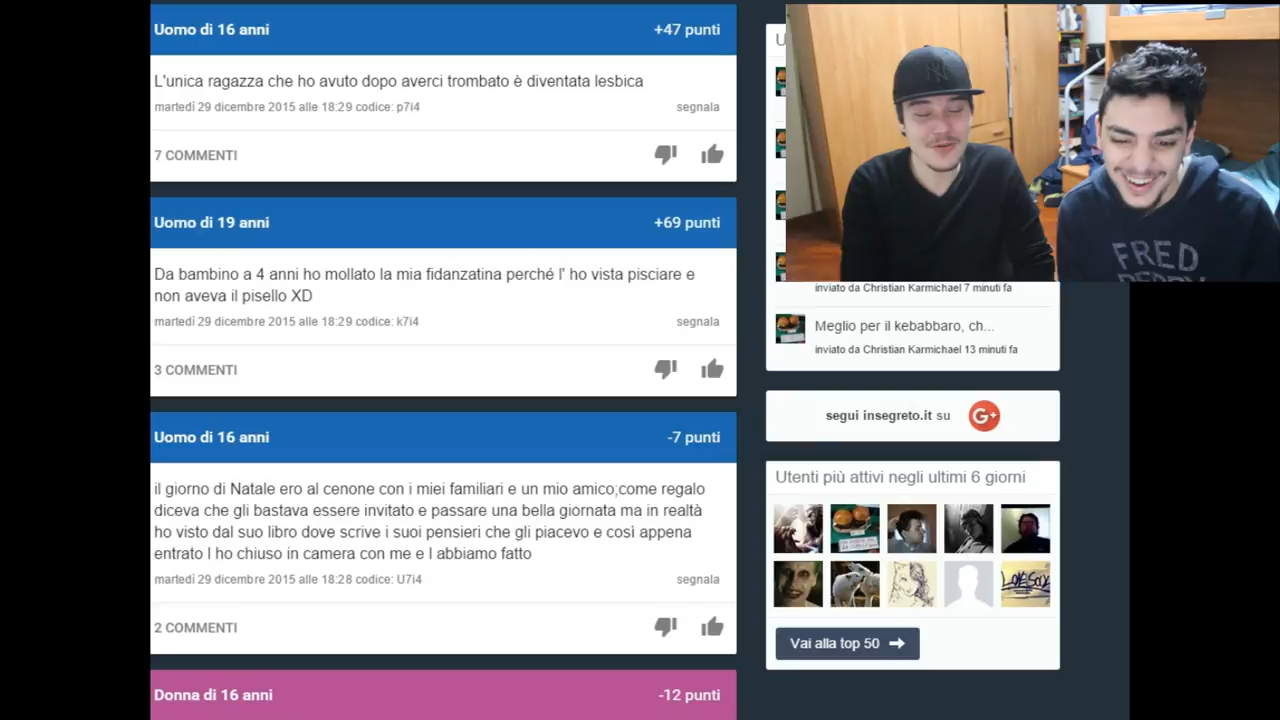 Uomo di 16 anni
+47 punti
L'unica ragazza che ho avuto dopo averci trombato è diventata lesbica
martedì 29 dicembre 2015 alle 18:29 codice: p7i4
segnala
7 COMMENTI
Uomo di 19 anni
+69 punti
Da bambino a 4 anni ho mollato la mia fidanzatina perché l' ho vista pisciare e
non aveva il pisello XD
martedì 29 dicembre 2015 alle 18:29 codice: k7i4
segnala
3 COMMENTI
Uomo di 16 anni
-7 punti
il giorno di Natale ero al cenone con i miei familiari e un mio amico;come regalo
diceva che gli bastava essere invitato e passare una bella giornata ma in realtà
ho visto dal suo libro dove scrive i suoi pensieri che gli piacevo e così appena
entrato l ho chiuso in camera con me e l abbiamo fatto
martedì 29 dicembre 2015 alle 18:28 codice: U7i4
segnala
2 COMMENTI
Donna di 16 anni
-12 punti
U
FRED
PERRY
inviato da Christian Karmichael 7 minuti fa
Meglio per il kebabbaro, ch...
inviato da Christian Karmichael 13 minuti fa
segui insegreto.it su
G+
Utenti più attivi negli ultimi 6 giorni
Vai alla top 50